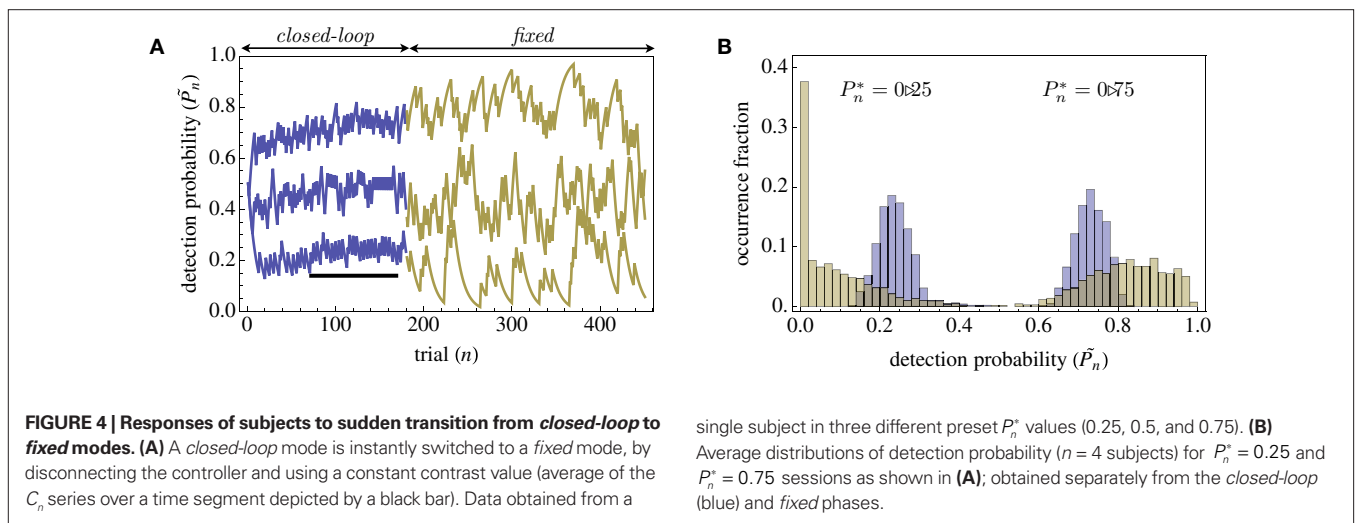 A
closed-loop
fixed
detection probability (P̃ₙ)
1.0
0.8
0.6
0.4
0.2
0.0
0
100
200
300
400
trial (n)
B
P*ₙ = 0▹25
P*ₙ = 0▹75
occurrence fraction
0.4
0.3
0.2
0.1
0.
0.0
0.2
0.4
0.6
0.8
1.0
detection probability (P̃ₙ)
FIGURE 4 | Responses of subjects to sudden transition from closed-loop to
fixed modes. (A) A closed-loop mode is instantly switched to a fixed mode, by
disconnecting the controller and using a constant contrast value (average of the
Cₙ series over a time segment depicted by a black bar). Data obtained from a
single subject in three different preset P*ₙ values (0.25, 0.5, and 0.75). (B)
Average distributions of detection probability (n = 4 subjects) for P*ₙ = 0.25 and
P*ₙ = 0.75 sessions as shown in (A); obtained separately from the closed-loop
(blue) and fixed phases.